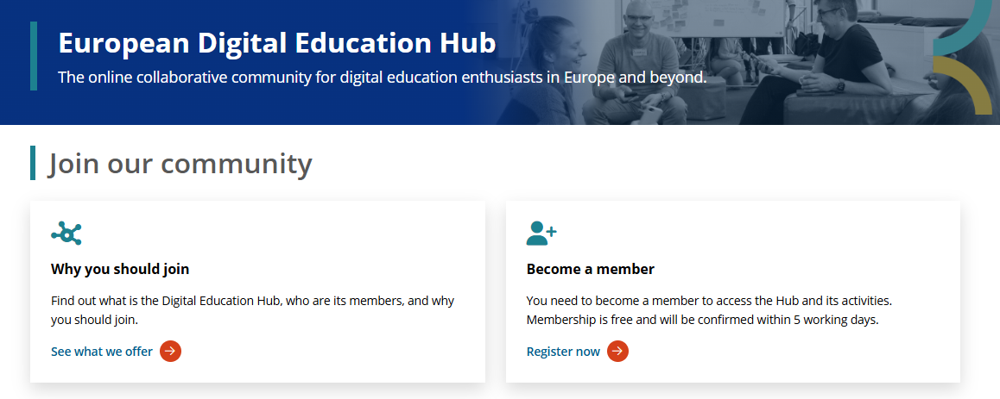 European Digital Education Hub
The online collaborative community for digital education enthusiasts in Europe and beyond.
Join our community
Why you should join
Find out what is the Digital Education Hub, who are its members, and why
you should join.
See what we offer
Become a member
You need to become a member to access the Hub and its activities.
Membership is free and will be confirmed within 5 working days.
Register now